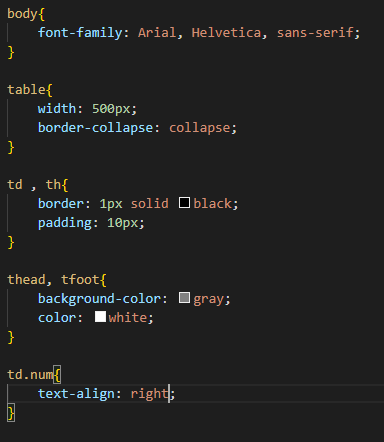 body{
    font-family: Arial, Helvetica, sans-serif;
}

table{
    width: 500px;
    border-collapse: collapse;
}

td , th{
    border: 1px solid black;
    padding: 10px;
}

thead, tfoot{
    background-color: gray;
    color: white;
}

td.num{
    text-align: right;
}